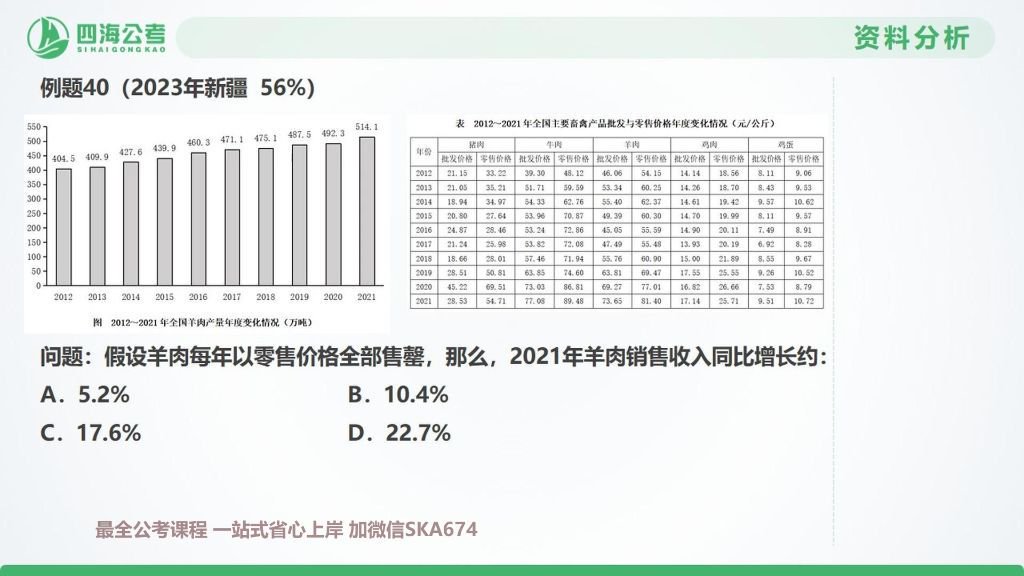 四海公考
SIHAIGONGKAO
资料分析
例题40（2023年新疆 56%）
550
500
450
400
350
300
250
200
150
100
50
0
404.5 409.9 427.6 439.9 460.3 471.1 475.1 487.5 492.3 514.1
2012 2013 2014 2015 2016 2017 2018 2019 2020 2021
图 2012～2021年全国羊肉产量年度变化情况（万吨）
表 2012～2021年全国主要畜禽产品批发与零售价格年度变化情况（元/公斤）
年份 猪肉 牛肉 羊肉 鸡肉 鸡蛋
批发价格 零售价格 批发价格 零售价格 批发价格 零售价格 批发价格 零售价格 批发价格 零售价格
2012 21.15 33.22 39.30 48.12 46.06 54.15 14.14 18.56 8.11 9.06
2013 21.05 35.21 51.71 59.59 53.34 60.25 14.26 18.70 8.43 9.53
2014 18.94 34.97 54.33 62.76 55.40 62.37 14.61 19.42 9.57 10.62
2015 20.80 27.64 53.96 70.87 49.39 60.30 14.70 19.99 8.11 9.57
2016 24.87 28.46 53.24 72.86 45.05 55.59 14.90 20.11 7.49 8.91
2017 21.24 25.98 53.82 72.08 47.49 55.48 13.93 20.19 6.92 8.28
2018 18.66 28.01 57.46 71.94 55.76 60.90 15.00 21.89 8.55 9.67
2019 28.51 50.81 63.85 74.60 63.81 69.47 17.55 25.55 9.26 10.52
2020 45.22 69.51 73.03 86.81 69.27 77.01 16.82 26.66 7.53 8.79
2021 28.53 54.71 77.08 89.48 73.65 81.40 17.14 25.71 9.51 10.72
问题：假设羊肉每年以零售价格全部售罄，那么，2021年羊肉销售收入同比增长约：
A．5.2% B．10.4%
C．17.6% D．22.7%
最全公考课程 一站式省心上岸 加微信SKA674